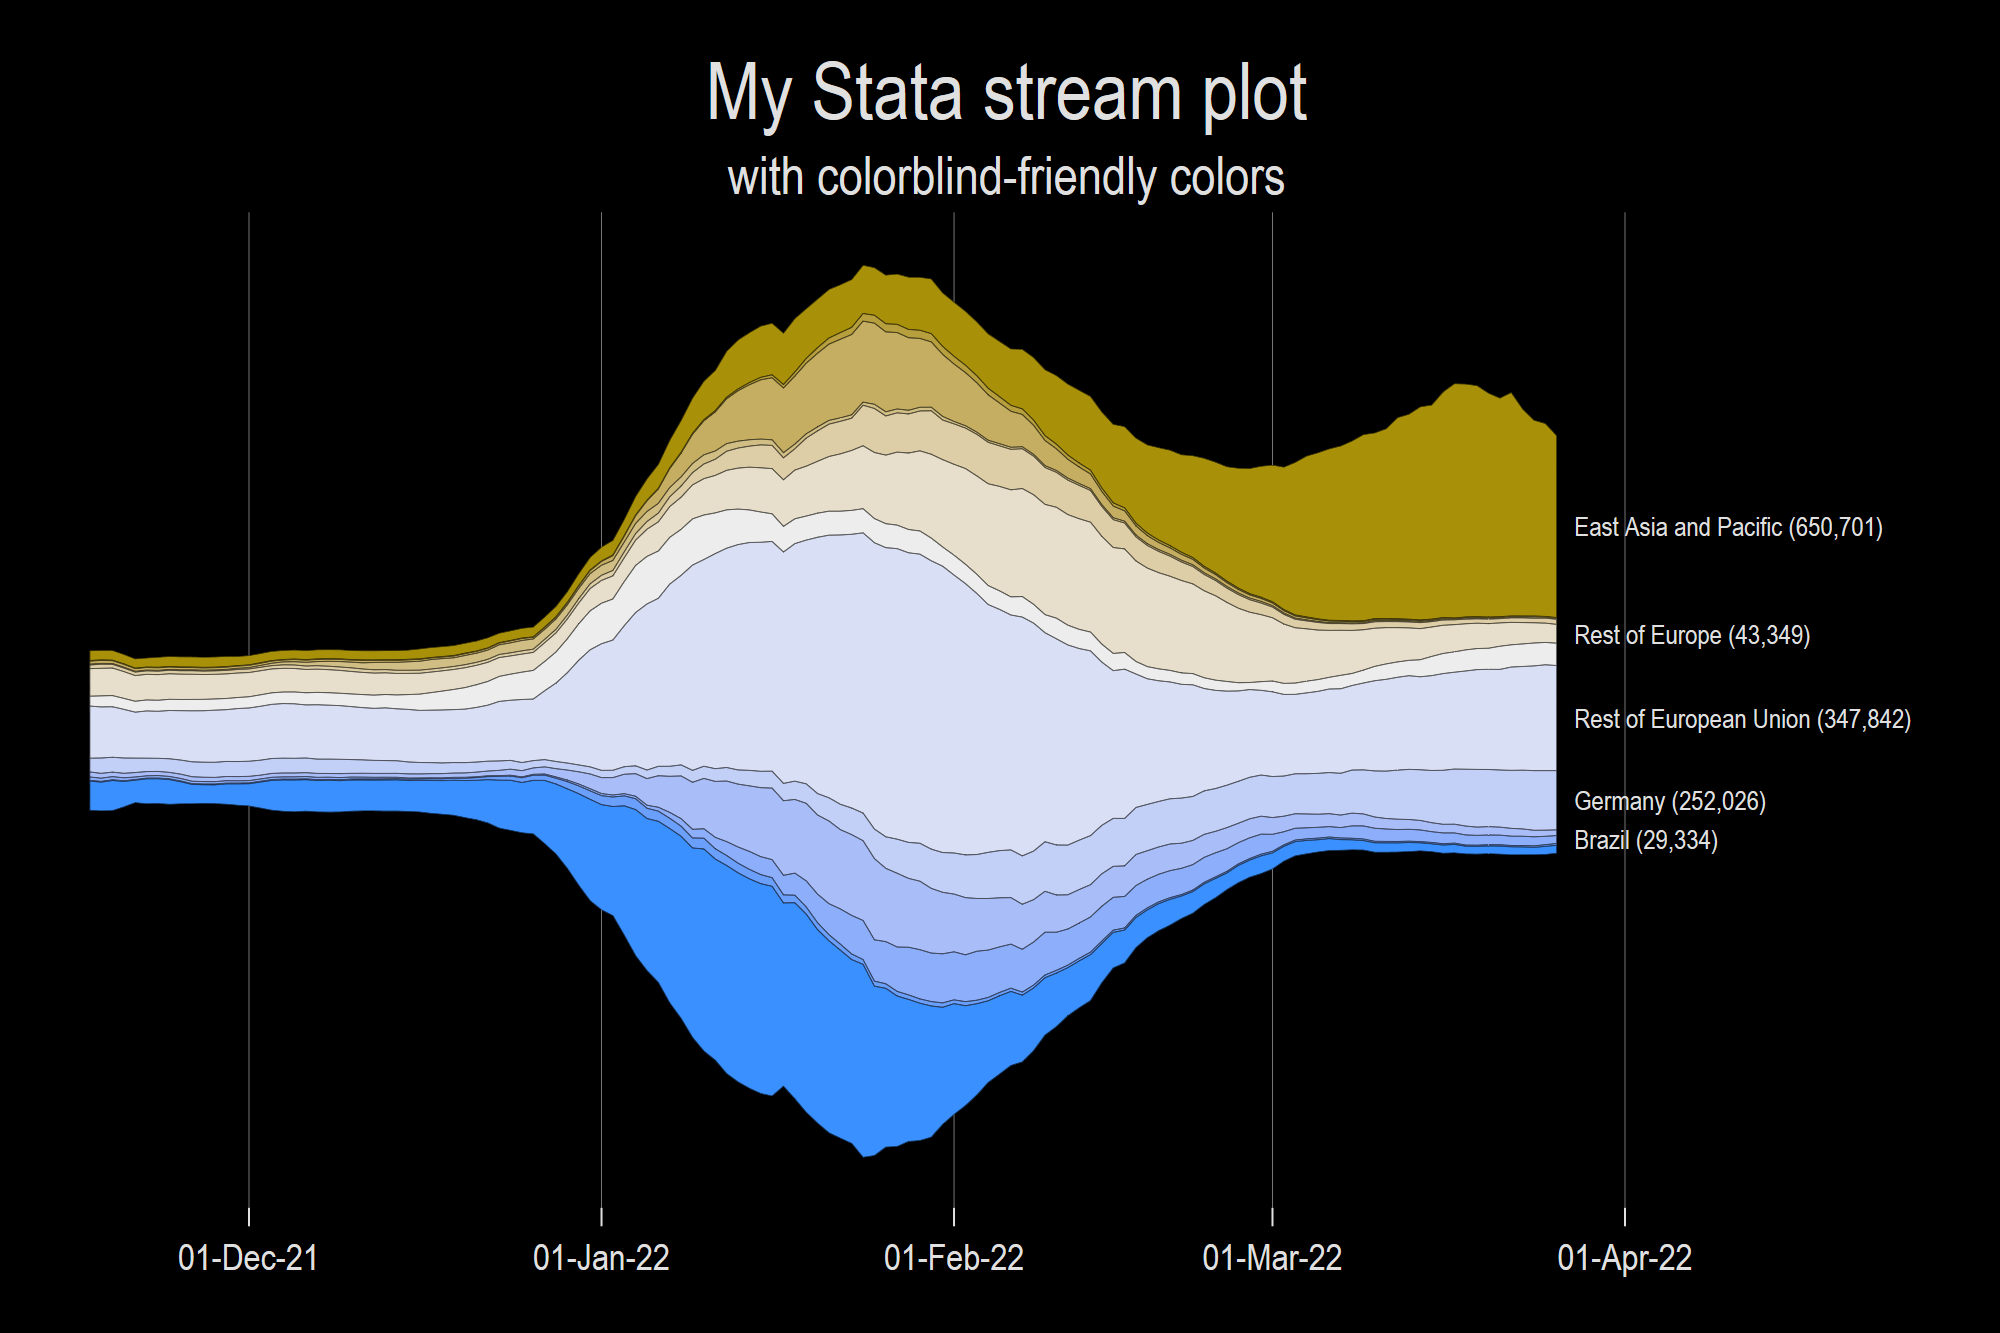 My Stata stream plot
with colorblind-friendly colors
East Asia and Pacific (650,701)
Rest of Europe (43,349)
Rest of European Union (347,842)
Germany (252,026)
Brazil (29,334)
01-Dec-21
01-Jan-22
01-Feb-22
01-Mar-22
01-Apr-22